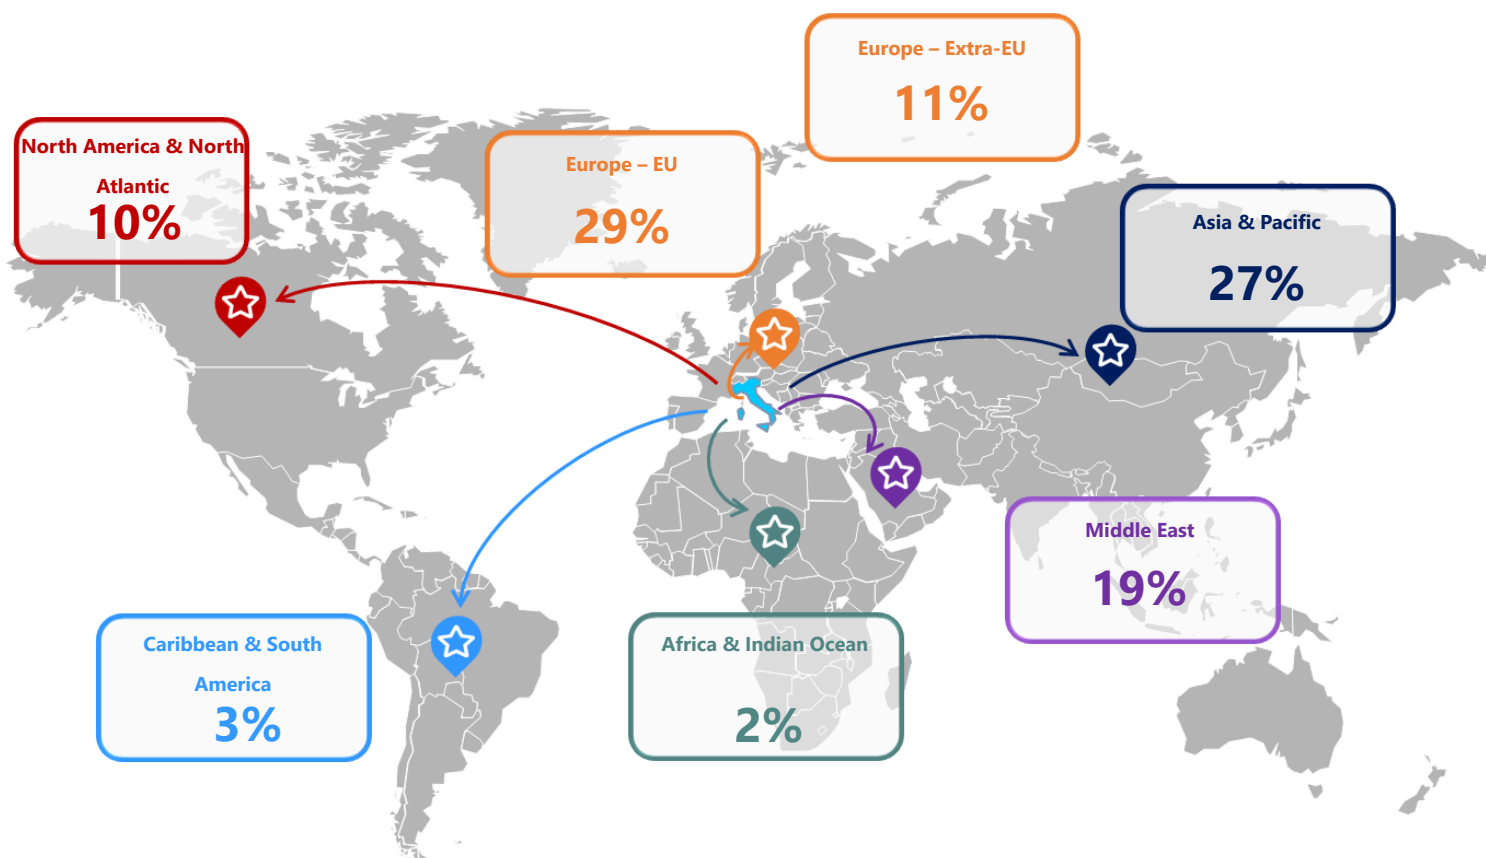 Europe – Extra-EU
11%
North America & North
Atlantic
10%
Europe – EU
29%
Asia & Pacific
27%
Middle East
19%
Caribbean & South
America
3%
Africa & Indian Ocean
2%